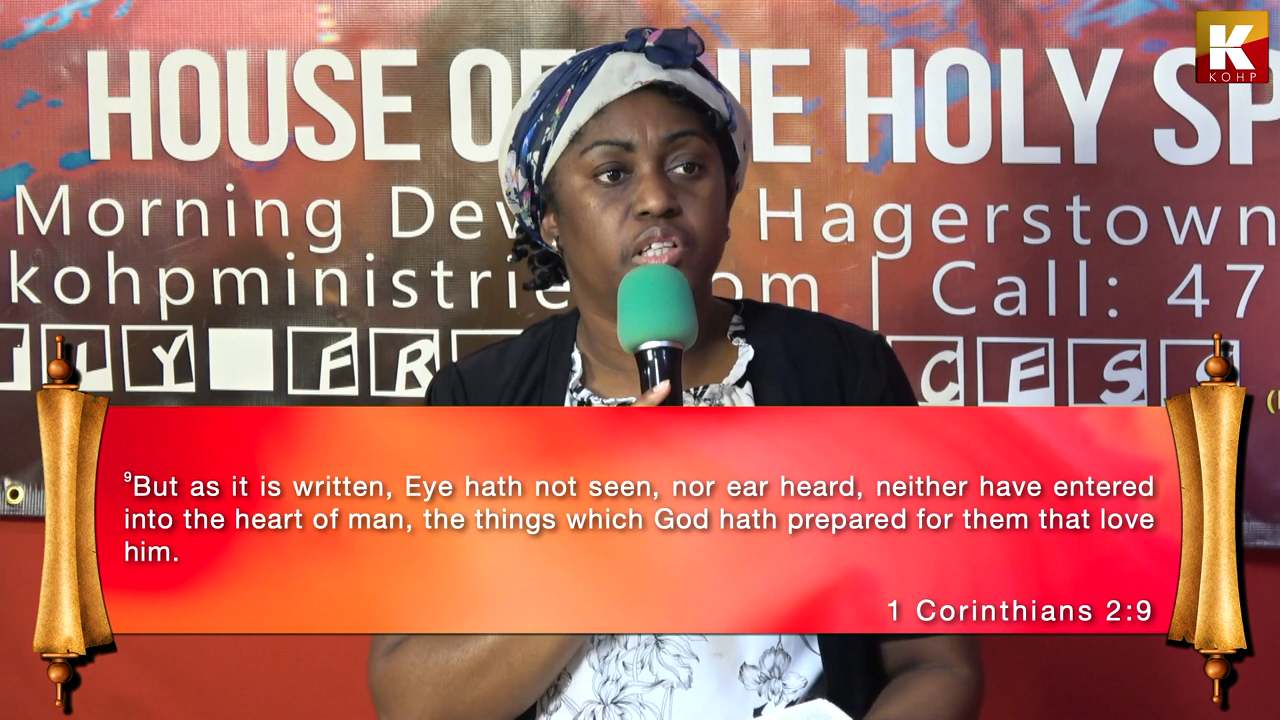 K
KOHP
HOUSE OF THE HOLY SP
Morning Dev Hagerstown
kohpministrie om | Call: 47
L Y F R C E S S
⁹But as it is written, Eye hath not seen, nor ear heard, neither have entered
into the heart of man, the things which God hath prepared for them that love
him.
1 Corinthians 2:9